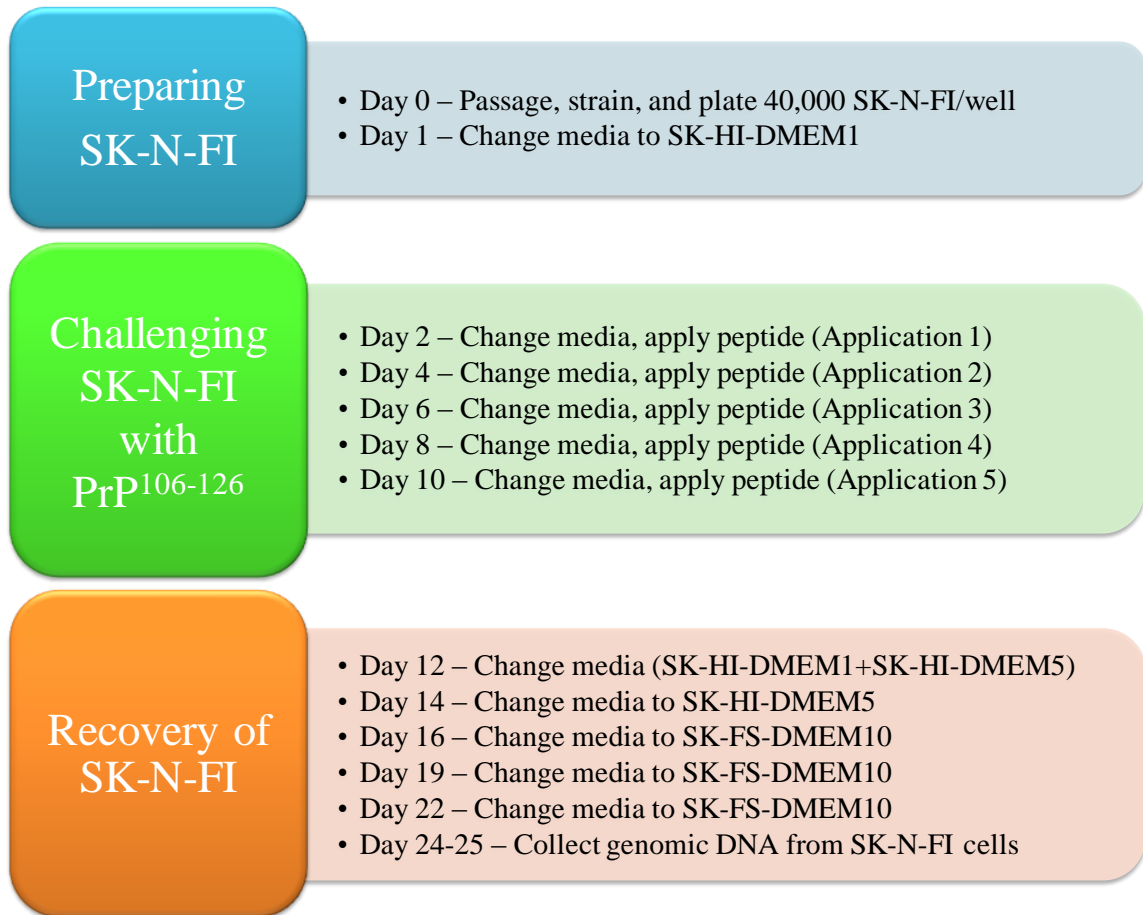 Preparing
SK-N-FI
• Day 0 – Passage, strain, and plate 40,000 SK-N-FI/well
• Day 1 – Change media to SK-HI-DMEM1
Challenging
SK-N-FI
with
PrP¹⁰⁶⁻¹²⁶
• Day 2 – Change media, apply peptide (Application 1)
• Day 4 – Change media, apply peptide (Application 2)
• Day 6 – Change media, apply peptide (Application 3)
• Day 8 – Change media, apply peptide (Application 4)
• Day 10 – Change media, apply peptide (Application 5)
Recovery of
SK-N-FI
• Day 12 – Change media (SK-HI-DMEM1+SK-HI-DMEM5)
• Day 14 – Change media to SK-HI-DMEM5
• Day 16 – Change media to SK-FS-DMEM10
• Day 19 – Change media to SK-FS-DMEM10
• Day 22 – Change media to SK-FS-DMEM10
• Day 24-25 – Collect genomic DNA from SK-N-FI cells